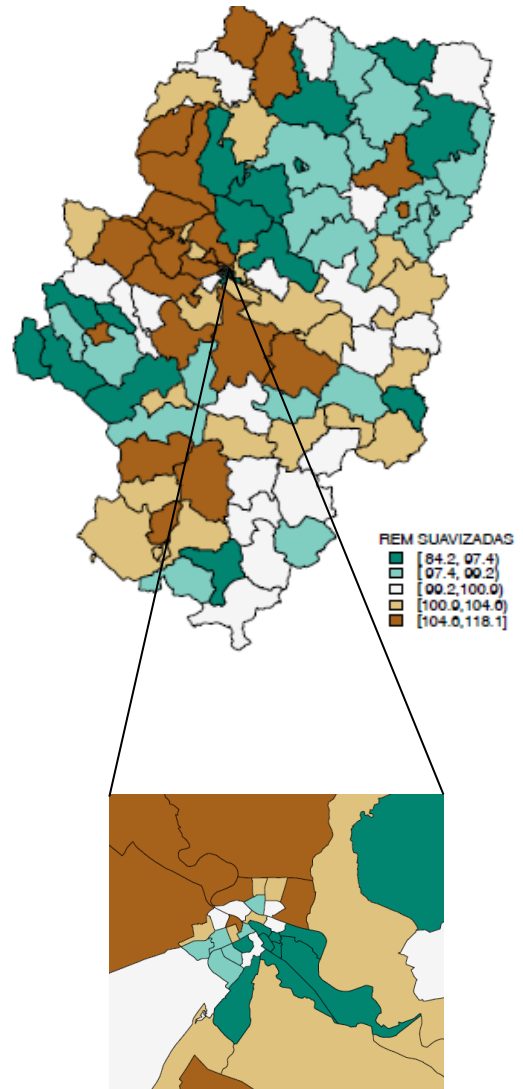 REM SUAVIZADAS
[ 84.2, 97.4)
[ 97.4, 99.2)
[ 99.2,100.9)
[100.9,104.6)
[104.6,118.1]